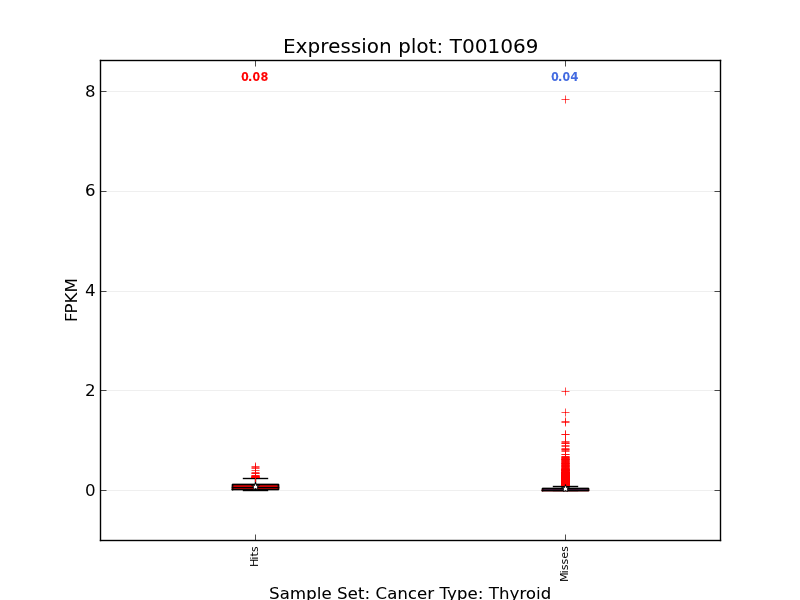 Expression plot: T001069
0.08
0.04
8
6
4
2
0
FPKM
Hits
Misses
Sample Set: Cancer Type: Thyroid